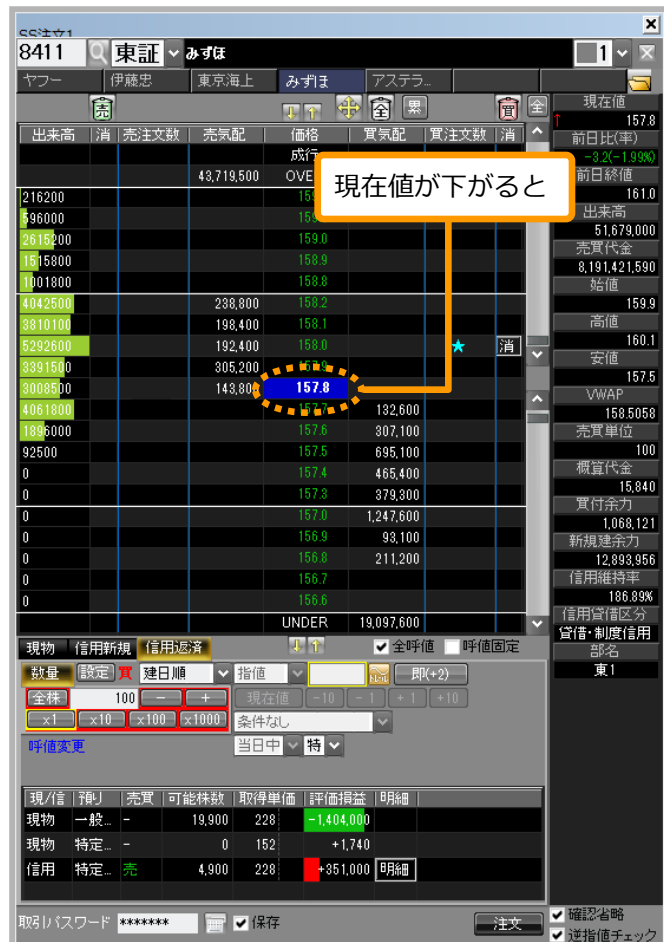 SS注文1
8411 東証 みずほ 1
ヤフー 伊藤忠 東京海上 みずほ アステラ...
売 全 累 買 全
出来高 消 売注文数 売気配 価格 買気配 買注文数 消
成行
43,719,500
現在値が下がると
216200
596000
2615200 159.0
1515800 158.9
1001800 158.8
4042500 238,800 158.2
3810100 198,400 158.1
5292600 192,400 158.0 ★ 消
3391500 305,200 157.9
3008500 157.8
4061800 157.7 132,600
1896000 157.6 307,100
92500 157.5 695,100
0 157.4 465,400
0 157.3 379,300
0 157.0 1,247,600
0 156.9 93,100
0 156.8 211,200
0 156.7
0 156.6
UNDER 19,097,600
現在値
↑ 157.8
前日比(率)
-3.2(-1.99%)
前日終値
161.0
出来高
51,679,000
売買代金
8,191,421,590
始値
159.9
高値
160.1
安値
157.5
VWAP
158.5058
売買単位
100
概算代金
15,840
買付余力
1,068,121
新規建余力
12,893,956
信用維持率
186.89%
信用貸借区分
貸借・制度信用
部名
東1
現物 信用新規 信用返済 全呼値 呼値固定
数量 設定 買 建日順 指値 即(+2)
全株 100 － ＋ 現在値 -10 -1 +1 +10
x1 x10 x100 x1000 条件なし
呼値変更 当日中 特
現/信 預り 売買 可能株数 取得単価 評価損益 明細
現物 一般... - 19,900 228 -1,404,000
現物 特定... - 0 152 +1,740
信用 特定... 売 4,900 228 +351,000 明細
取引パスワード ******* 保存 注文
確認省略
逆指値チェック